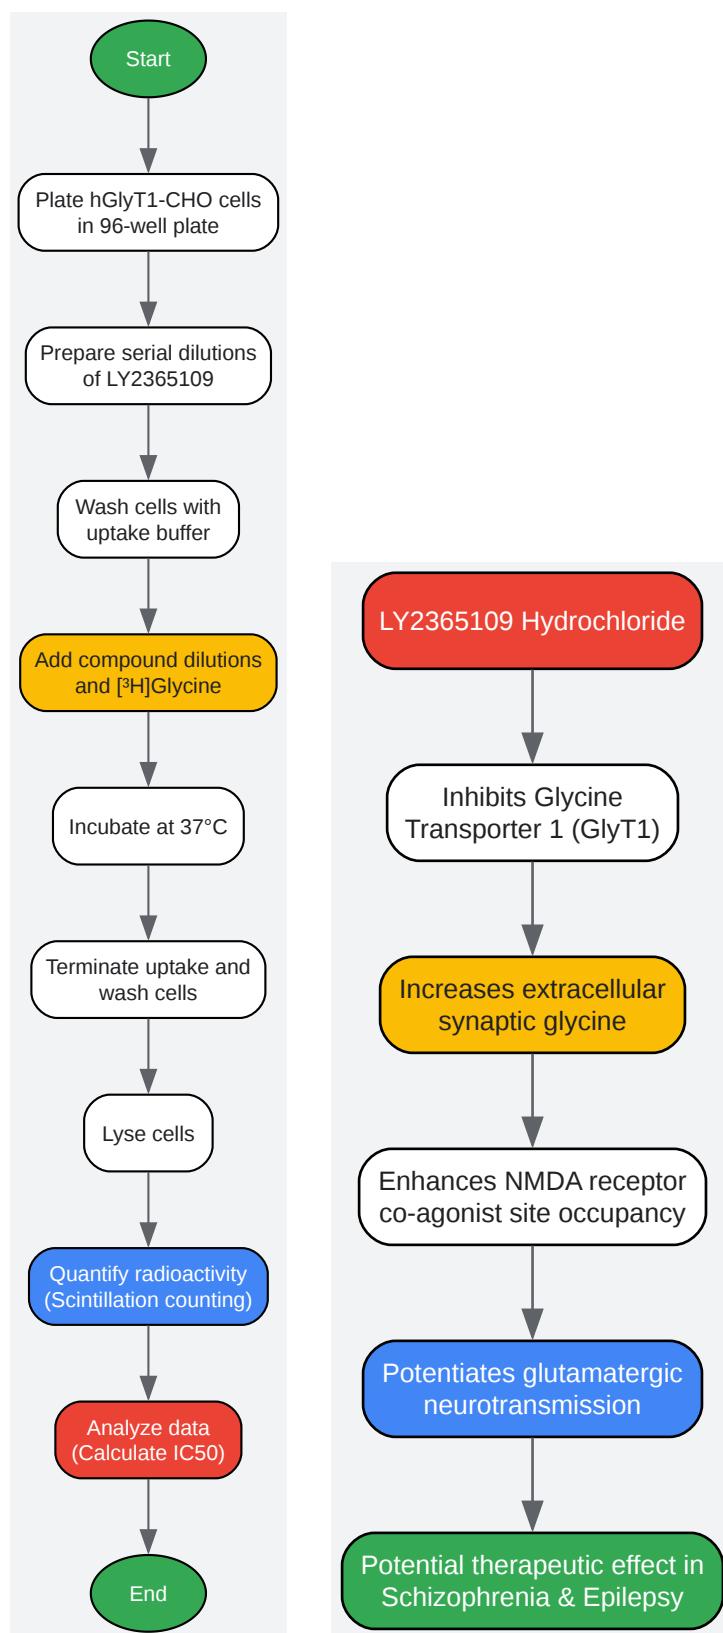 Start
Plate hGlyT1-CHO cells
in 96-well plate
Prepare serial dilutions
of LY2365109
Wash cells with
uptake buffer
Add compound dilutions
and [³H]Glycine
Incubate at 37°C
Terminate uptake and
wash cells
Lyse cells
Quantify radioactivity
(Scintillation counting)
Analyze data
(Calculate IC50)
End
LY2365109 Hydrochloride
Inhibits Glycine
Transporter 1 (GlyT1)
Increases extracellular
synaptic glycine
Enhances NMDA receptor
co-agonist site occupancy
Potentiates glutamatergic
neurotransmission
Potential therapeutic effect in
Schizophrenia & Epilepsy